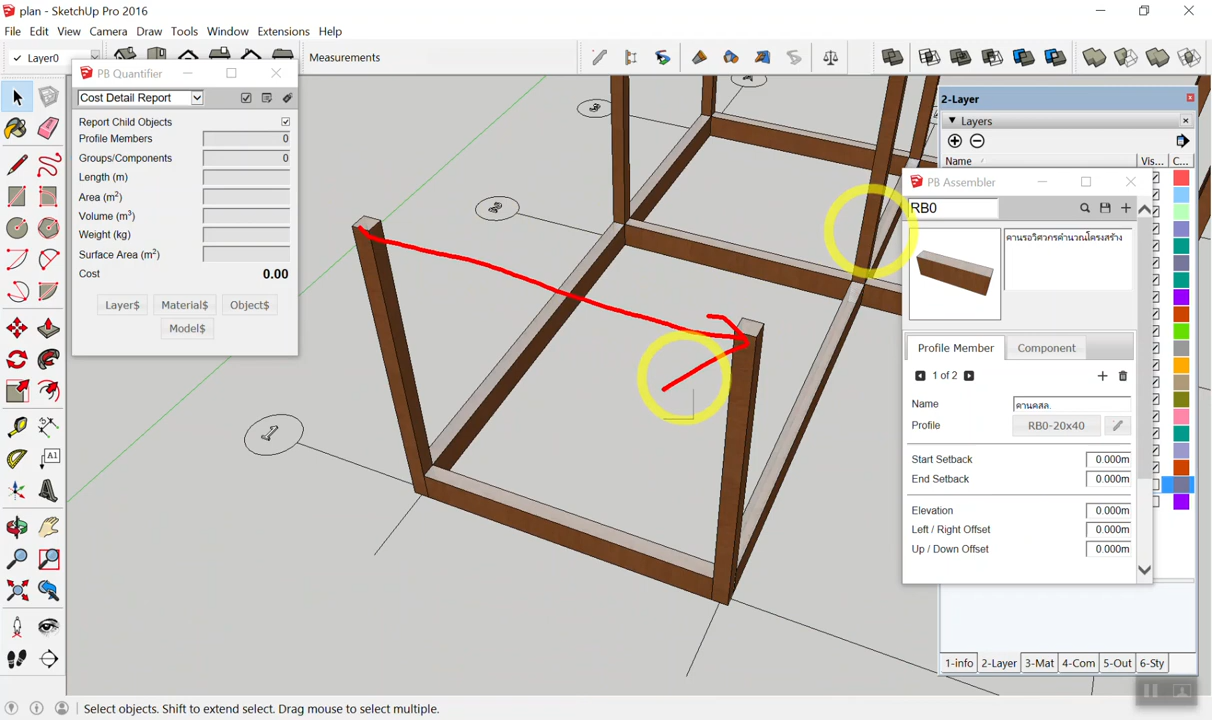 plan - SketchUp Pro 2016
File Edit View Camera Draw Tools Window Extensions Help
Layer0
Measurements
PB Quantifier
Cost Detail Report
Report Child Objects
Profile Members 0
Groups/Components 0
Length (m)
Area (m²)
Volume (m³)
Weight (kg)
Surface Area (m²)
Cost 0.00
Layer$ Material$ Object$
Model$
3
2
1
2-Layer
Layers
Name Vis... C...
PB Assembler
RB0
คานรอวิศวกรคำนวณโครงสร้าง
Profile Member Component
1 of 2
Name คานคสล.
Profile RB0-20x40
Start Setback 0.000m
End Setback 0.000m
Elevation 0.000m
Left / Right Offset 0.000m
Up / Down Offset 0.000m
1-info 2-Layer 3-Mat 4-Com 5-Out 6-Sty
A1
Select objects. Shift to extend select. Drag mouse to select multiple.